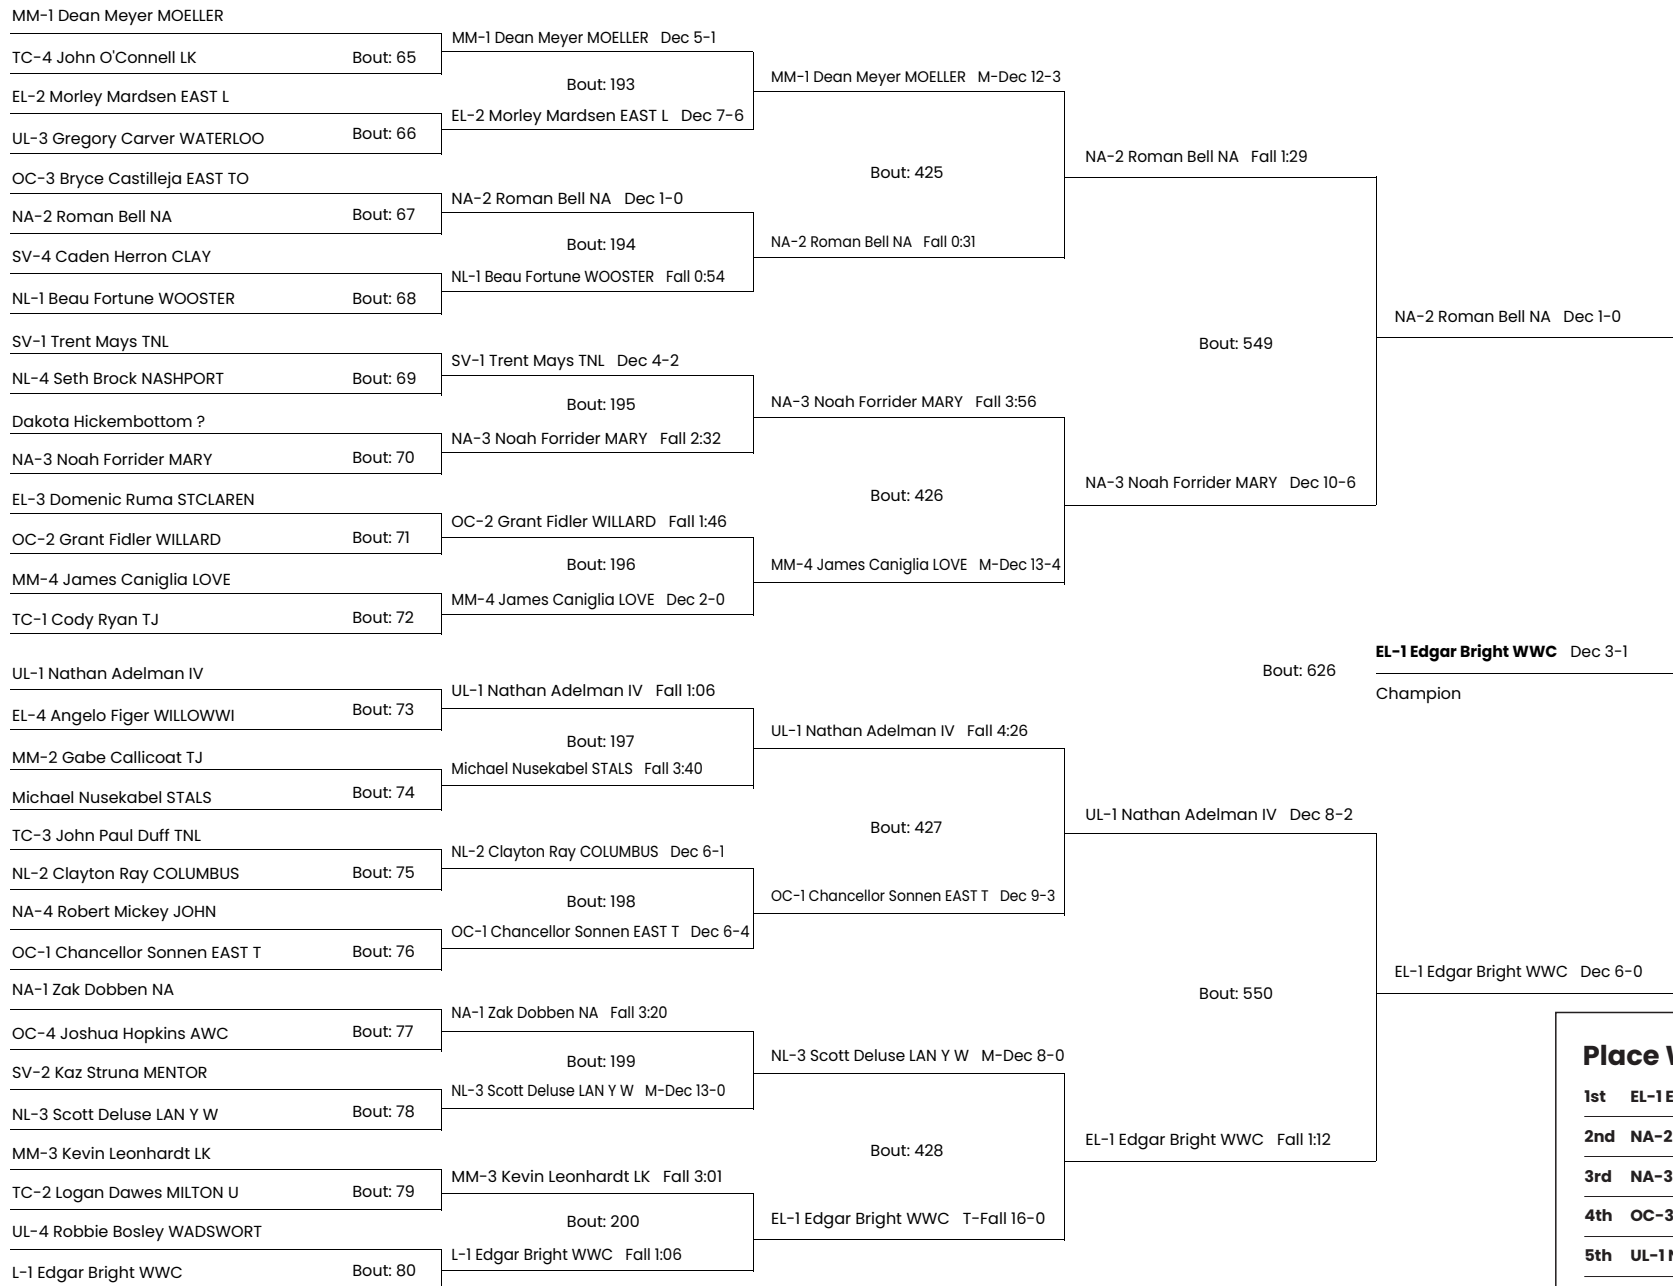 MM-1 Dean Meyer MOELLER
TC-4 John O'Connell LK
Bout: 65
EL-2 Morley Mardsen EAST L
UL-3 Gregory Carver WATERLOO
Bout: 66
OC-3 Bryce Castilleja EAST TO
NA-2 Roman Bell NA
Bout: 67
SV-4 Caden Herron CLAY
NL-1 Beau Fortune WOOSTER
Bout: 68
SV-1 Trent Mays TNL
NL-4 Seth Brock NASHPORT
Bout: 69
Dakota Hickembottom ?
NA-3 Noah Forrider MARY
Bout: 70
EL-3 Domenic Ruma STCLAREN
OC-2 Grant Fidler WILLARD
Bout: 71
MM-4 James Caniglia LOVE
TC-1 Cody Ryan TJ
Bout: 72
UL-1 Nathan Adelman IV
EL-4 Angelo Figer WILLOWWI
Bout: 73
MM-2 Gabe Callicoat TJ
Michael Nusekabel STALS
Bout: 74
TC-3 John Paul Duff TNL
NL-2 Clayton Ray COLUMBUS
Bout: 75
NA-4 Robert Mickey JOHN
OC-1 Chancellor Sonnen EAST T
Bout: 76
NA-1 Zak Dobben NA
OC-4 Joshua Hopkins AWC
Bout: 77
SV-2 Kaz Struna MENTOR
NL-3 Scott Deluse LAN Y W
Bout: 78
MM-3 Kevin Leonhardt LK
TC-2 Logan Dawes MILTON U
Bout: 79
UL-4 Robbie Bosley WADSWORT
L-1 Edgar Bright WWC
Bout: 80
MM-1 Dean Meyer MOELLER Dec 5-1
Bout: 193
EL-2 Morley Mardsen EAST L Dec 7-6
NA-2 Roman Bell NA Dec 1-0
Bout: 194
NL-1 Beau Fortune WOOSTER Fall 0:54
SV-1 Trent Mays TNL Dec 4-2
Bout: 195
NA-3 Noah Forrider MARY Fall 2:32
OC-2 Grant Fidler WILLARD Fall 1:46
Bout: 196
MM-4 James Caniglia LOVE Dec 2-0
UL-1 Nathan Adelman IV Fall 1:06
Bout: 197
Michael Nusekabel STALS Fall 3:40
NL-2 Clayton Ray COLUMBUS Dec 6-1
Bout: 198
OC-1 Chancellor Sonnen EAST T Dec 6-4
NA-1 Zak Dobben NA Fall 3:20
Bout: 199
NL-3 Scott Deluse LAN Y W M-Dec 13-0
MM-3 Kevin Leonhardt LK Fall 3:01
Bout: 200
L-1 Edgar Bright WWC Fall 1:06
MM-1 Dean Meyer MOELLER M-Dec 12-3
Bout: 425
NA-2 Roman Bell NA Fall 0:31
NA-3 Noah Forrider MARY Fall 3:56
Bout: 426
MM-4 James Caniglia LOVE M-Dec 13-4
UL-1 Nathan Adelman IV Fall 4:26
Bout: 427
OC-1 Chancellor Sonnen EAST T Dec 9-3
NL-3 Scott Deluse LAN Y W M-Dec 8-0
Bout: 428
EL-1 Edgar Bright WWC T-Fall 16-0
NA-2 Roman Bell NA Fall 1:29
Bout: 549
NA-3 Noah Forrider MARY Dec 10-6
UL-1 Nathan Adelman IV Dec 8-2
Bout: 550
EL-1 Edgar Bright WWC Fall 1:12
NA-2 Roman Bell NA Dec 1-0
Bout: 626
EL-1 Edgar Bright WWC Dec 3-1
Champion
EL-1 Edgar Bright WWC Dec 6-0
Place
1st EL-1
2nd NA-2
3rd NA-3
4th OC-3
5th UL-1